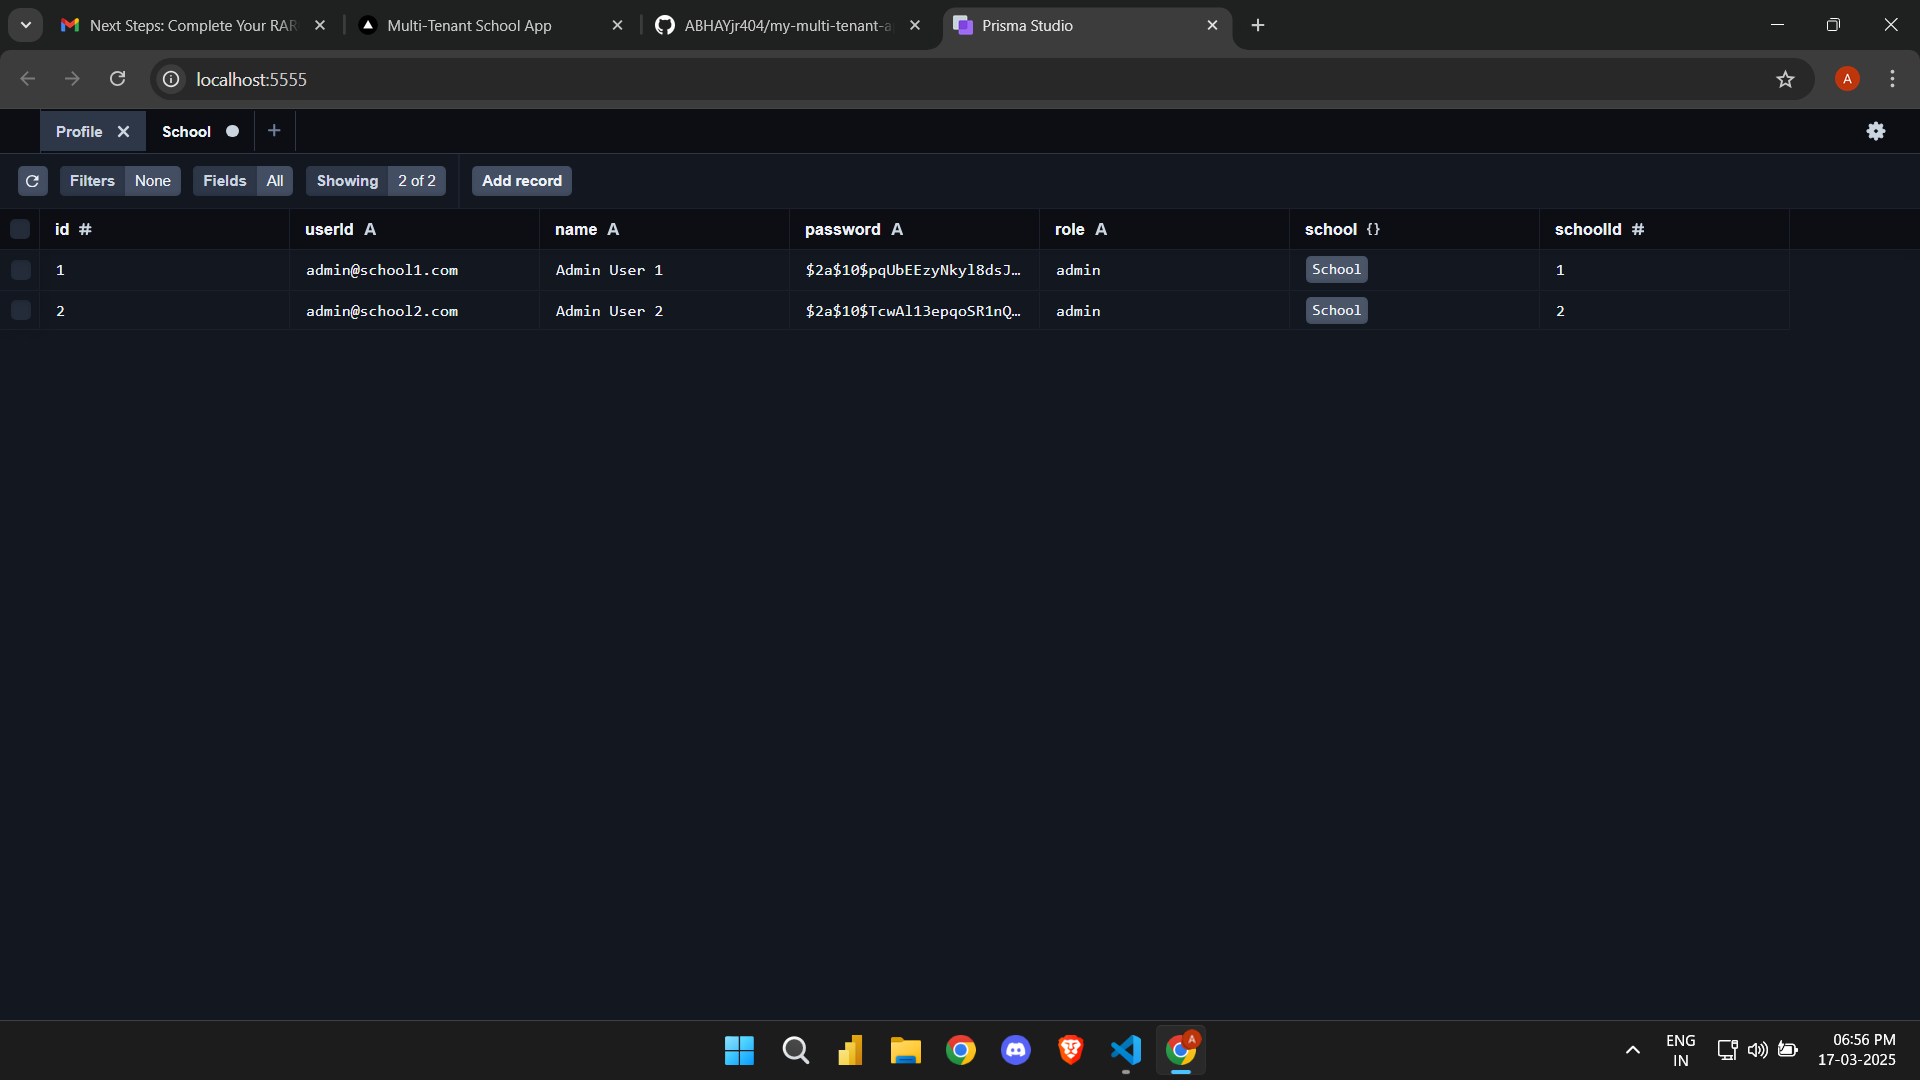 Next Steps: Complete Your RAR
Multi-Tenant School App
ABHAYjr404/my-multi-tenant-a
Prisma Studio
localhost:5555
A
Profile
School
Filters None
Fields All
Showing 2 of 2
Add record
id # userId A name A password A role A school {} schoolId #
1 admin@school1.com Admin User 1 $2a$10$pqUbEEzyNkyl8dsJ… admin School 1
2 admin@school2.com Admin User 2 $2a$10$TcwAl13epqoSR1nQ… admin School 2
A
ENG
IN
06:56 PM
17-03-2025